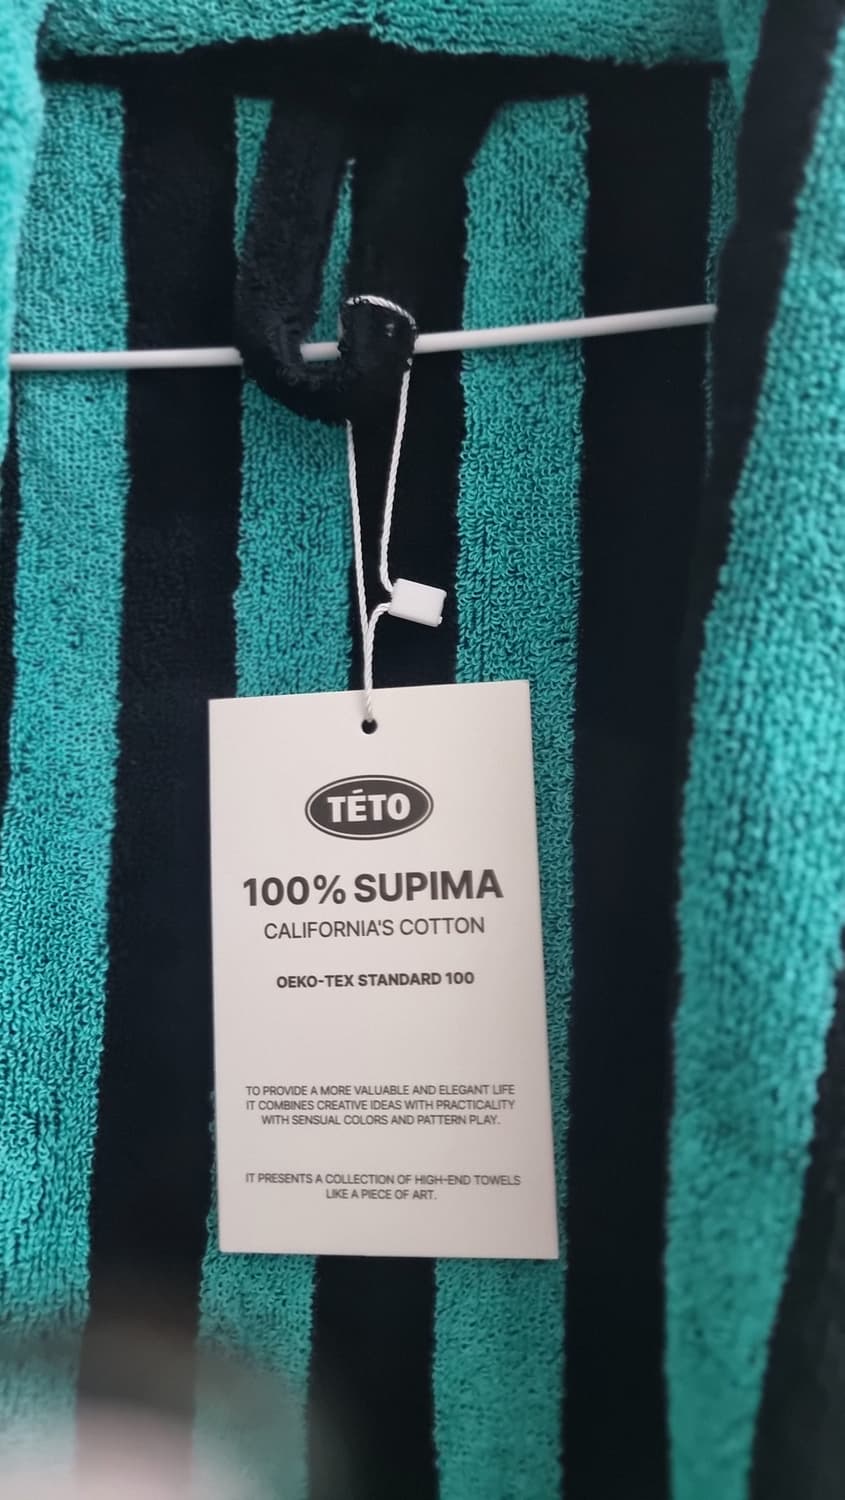 TÉTO
100% SUPIMA
CALIFORNIA'S COTTON
OEKO-TEX STANDARD 100
TO PROVIDE A MORE VALUABLE AND ELEGANT LIFE
IT COMBINES CREATIVE IDEAS WITH PRACTICALITY
WITH SENSUAL COLORS AND PATTERN PLAY.
IT PRESENTS A COLLECTION OF HIGH-END TOWELS
LIKE A PIECE OF ART.